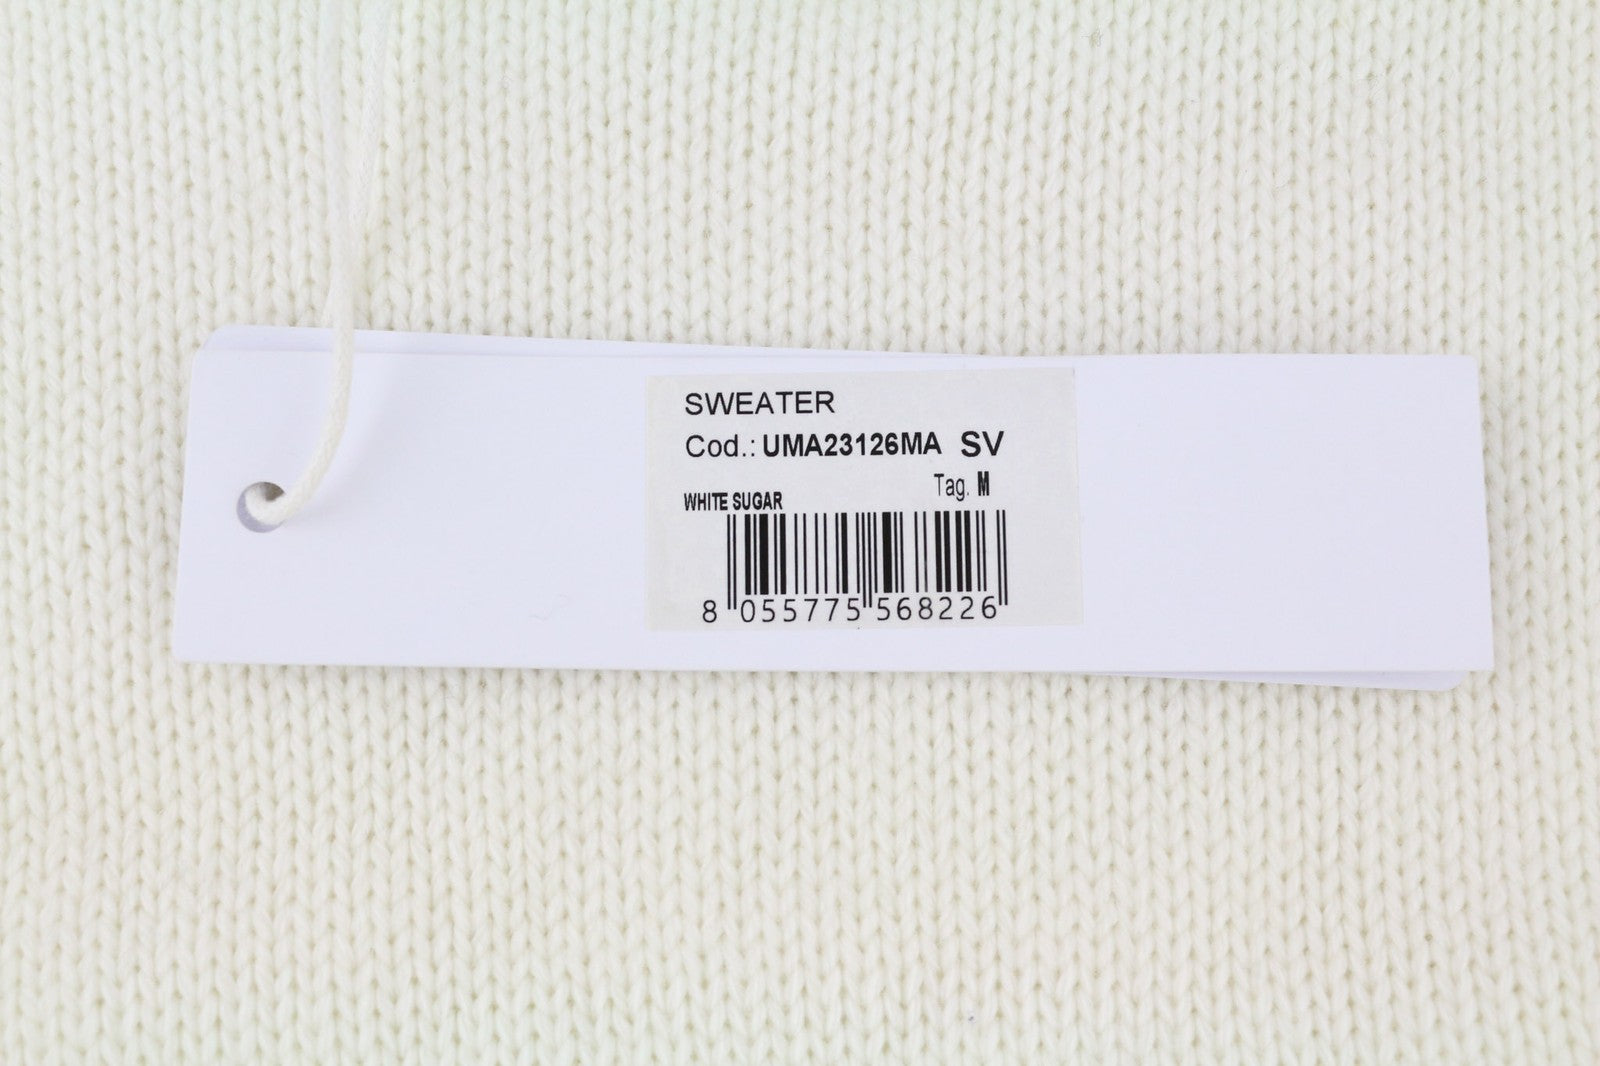 SWEATER
Cod.: UMA23126MA SV
Tag. M
WHITE SUGAR
8 055775 568226